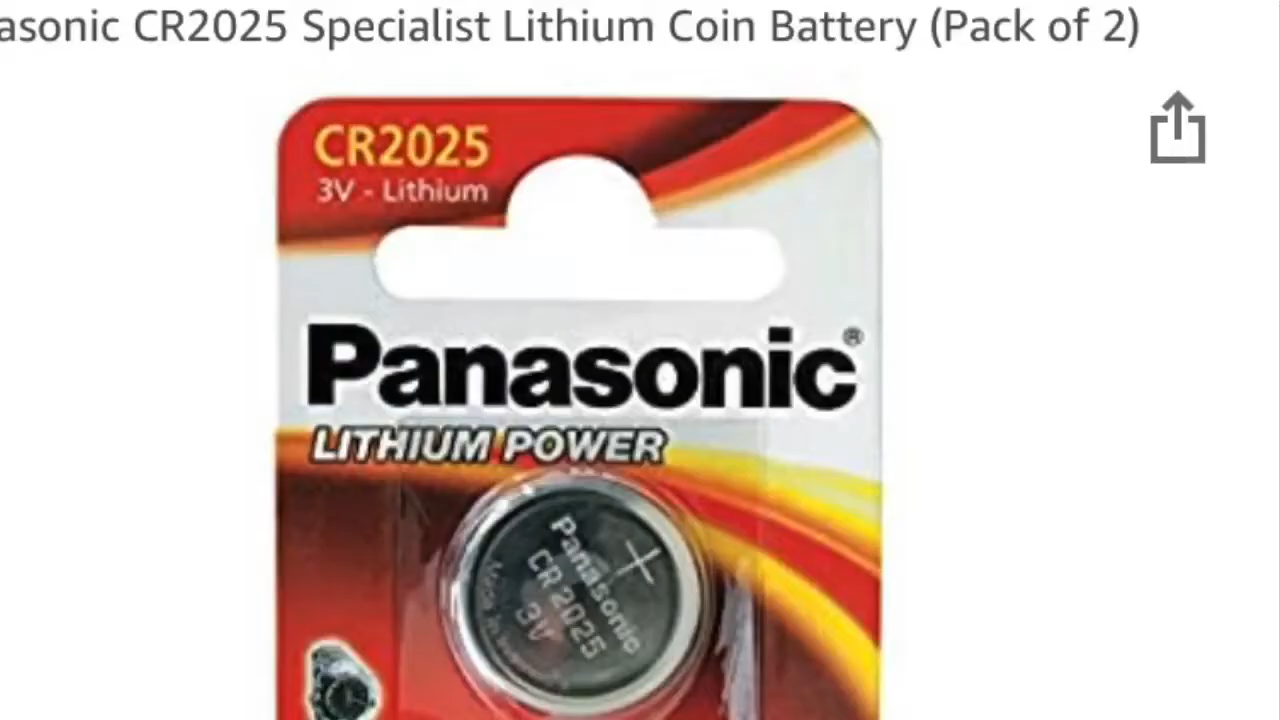 asonic CR2025 Specialist Lithium Coin Battery (Pack of 2)
CR2025
3V - Lithium
Panasonic®
LITHIUM POWER
+
Panasonic
CR2025
3V